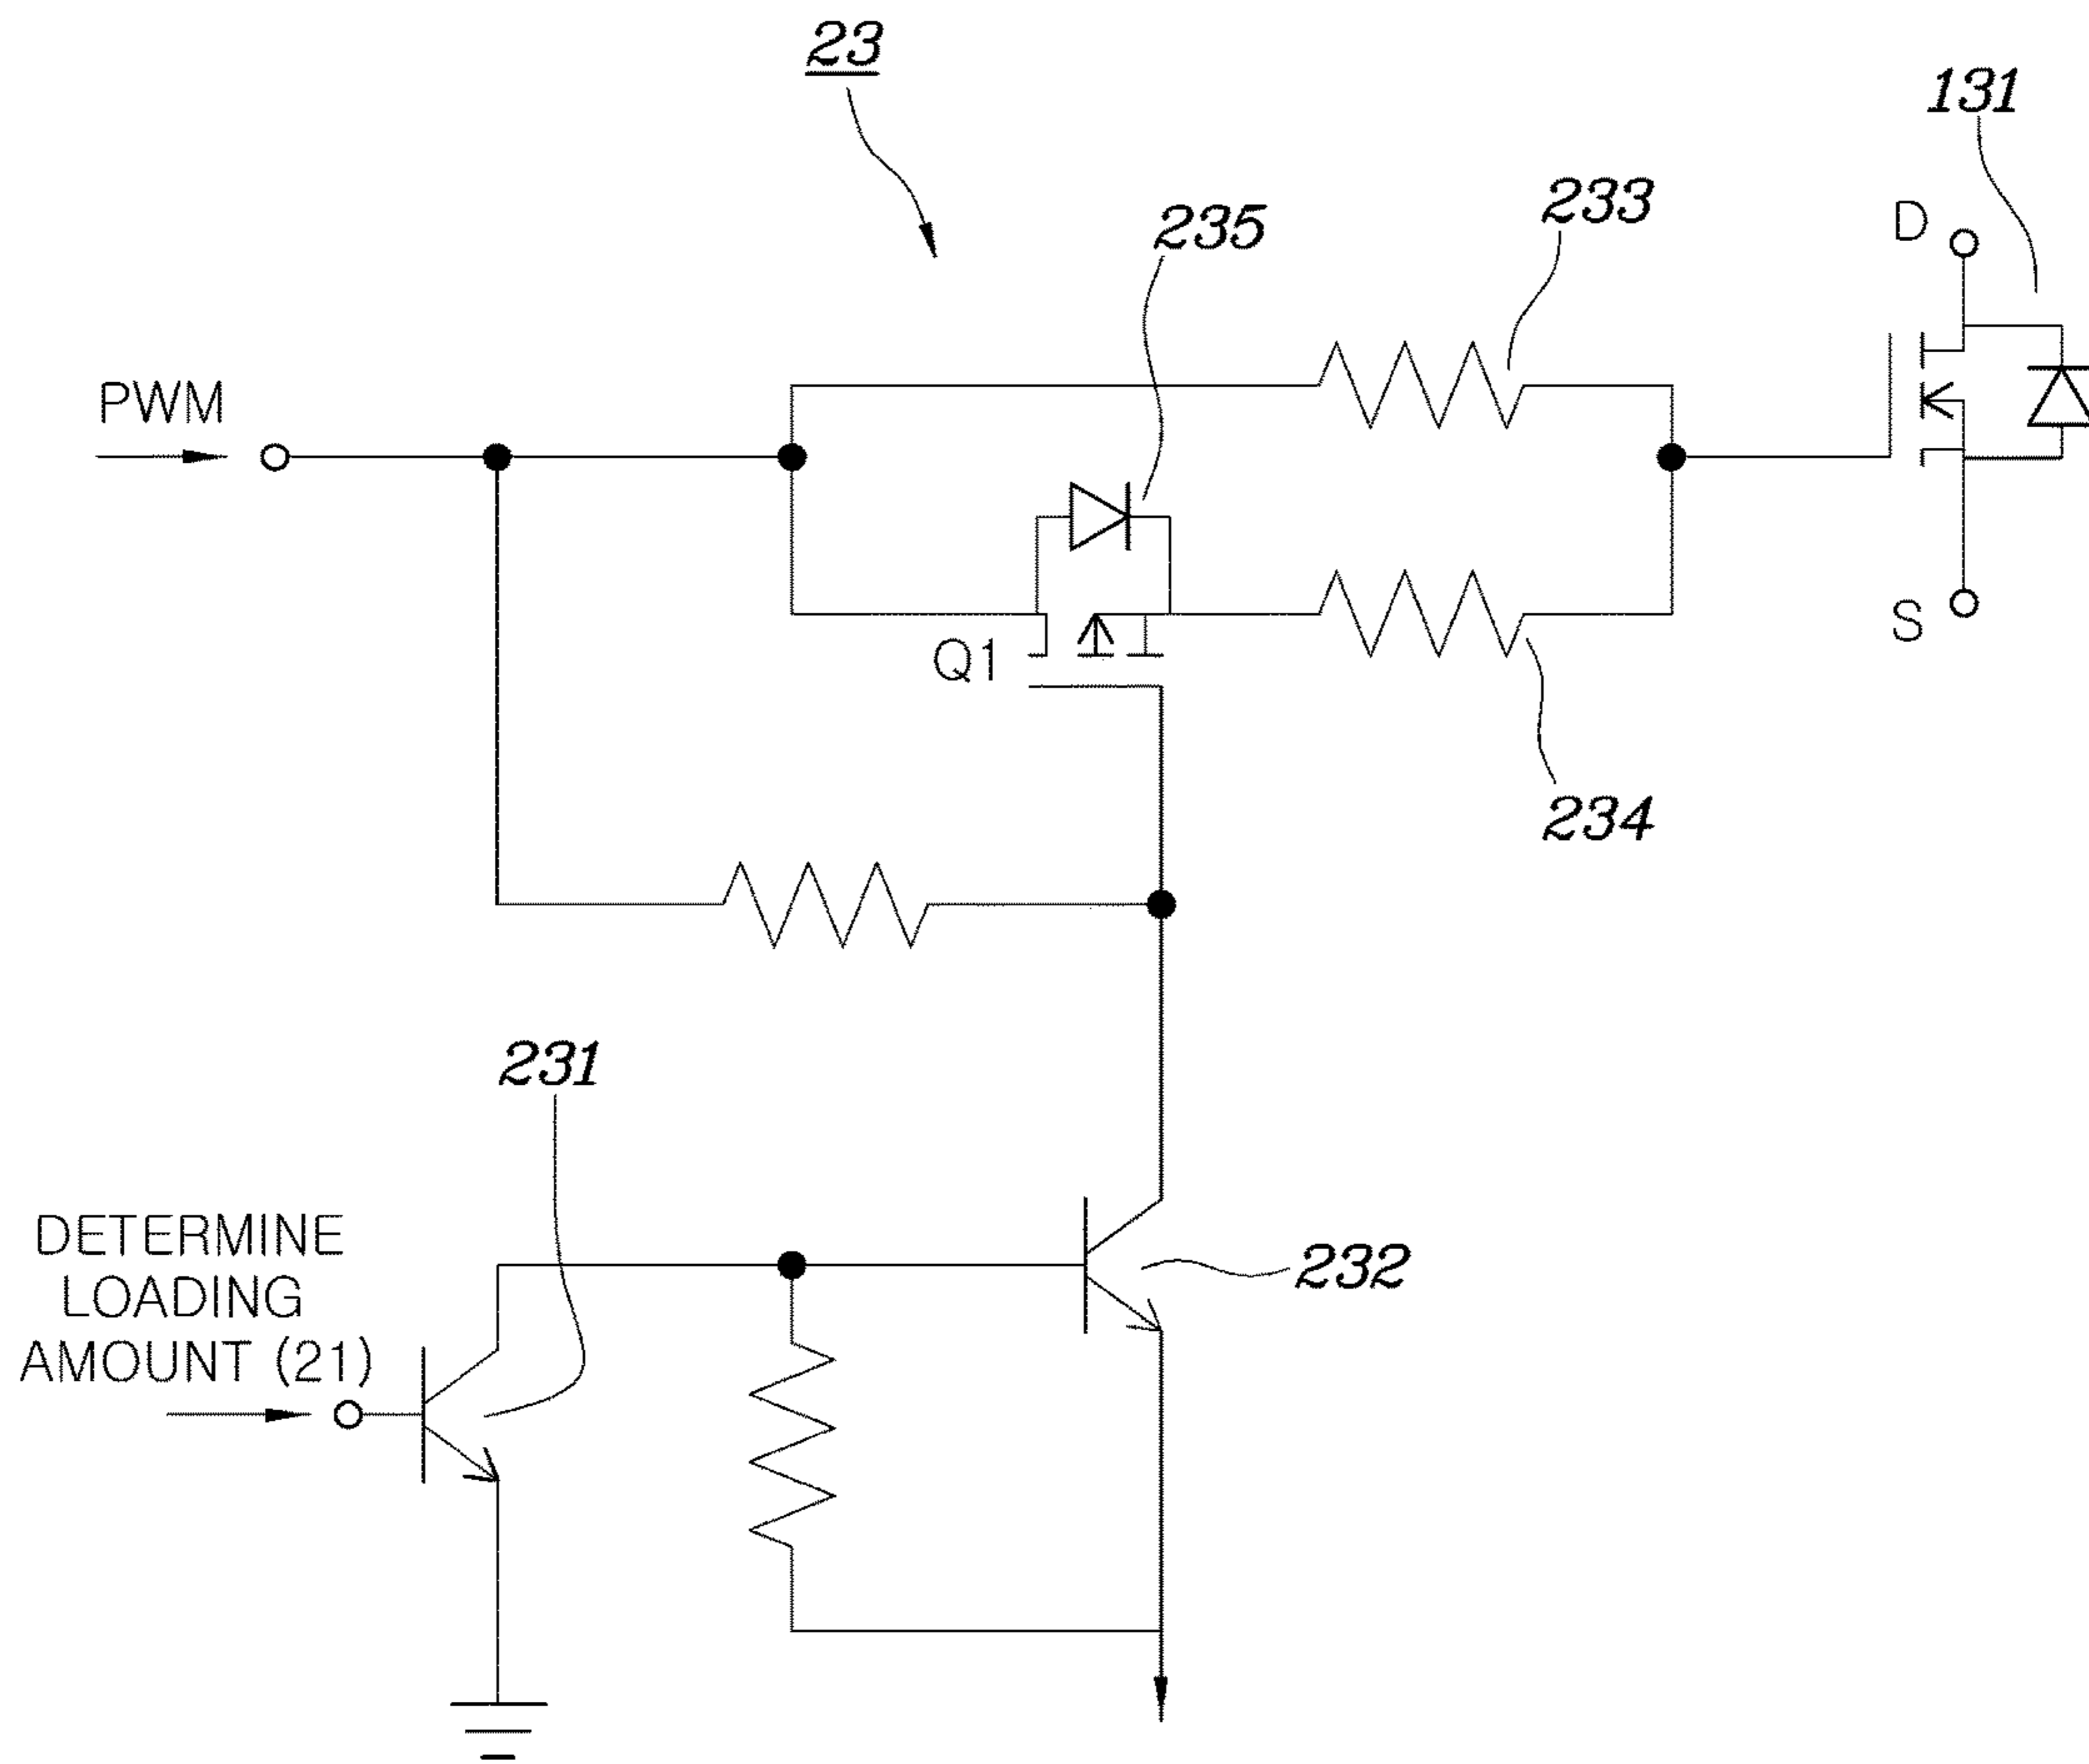 23
131
233
235
D
PWM
S
Q1
234
231
DETERMINE
LOADING
AMOUNT (21)
232